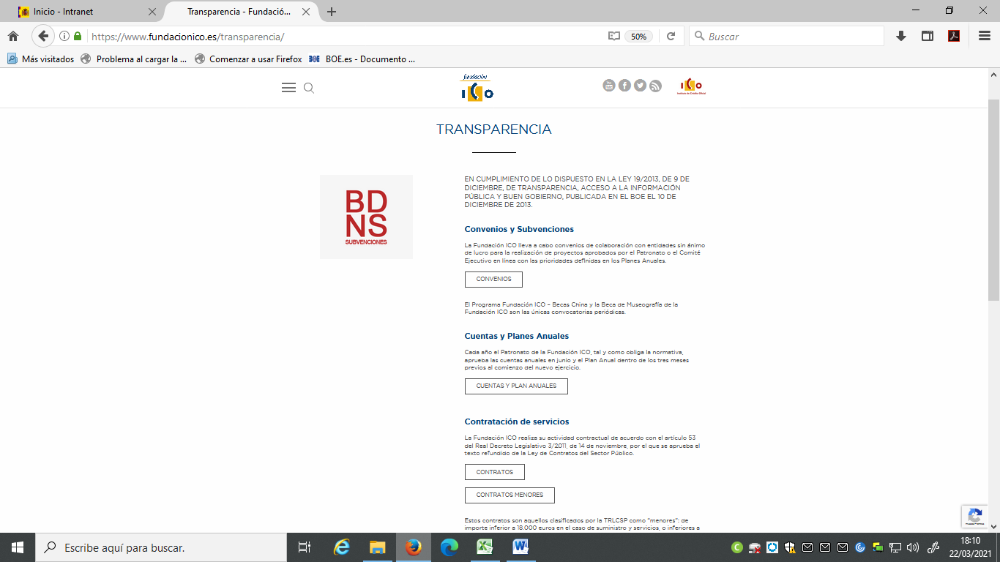 Inicio - Intranet
Transparencia - Fundació...
https://www.fundacionico.es/transparencia/
50%
Buscar
Más visitados
Problema al cargar la ...
Comenzar a usar Firefox
BOE.es - Documento ...
fundación
ICO
You
Tube
ICO
Instituto de Crédito Oficial
TRANSPARENCIA
BD
NS
SUBVENCIONES
EN CUMPLIMIENTO DE LO DISPUESTO EN LA LEY 19/2013, DE 9 DE
DICIEMBRE, DE TRANSPARENCIA, ACCESO A LA INFORMACIÓN
PÚBLICA Y BUEN GOBIERNO, PUBLICADA EN EL BOE EL 10 DE
DICIEMBRE DE 2013.
Convenios y Subvenciones
La Fundación ICO lleva a cabo convenios de colaboración con entidades sin ánimo
de lucro para la realización de proyectos aprobados por el Patronato o el Comité
Ejecutivo en línea con las prioridades definidas en los Planes Anuales.
CONVENIOS
El Programa Fundación ICO – Becas China y la Beca de Museografía de la
Fundación ICO son las únicas convocatorias periódicas.
Cuentas y Planes Anuales
Cada año el Patronato de la Fundación ICO, tal y como obliga la normativa,
aprueba las cuentas anuales en junio y el Plan Anual dentro de los tres meses
previos al comienzo del nuevo ejercicio.
CUENTAS Y PLAN ANUALES
Contratación de servicios
La Fundación ICO realiza su actividad contractual de acuerdo con el artículo 53
del Real Decreto Legislativo 3/2011, de 14 de noviembre, por el que se aprueba el
texto refundido de la Ley de Contratos del Sector Público.
CONTRATOS
CONTRATOS MENORES
Estos contratos son aquellos clasificados por la TRLCSP como "menores": de
importe inferior a 18.000 euros en el caso de suministro y servicios, o inferiores a
Escribe aquí para buscar.
18:10
22/03/2021